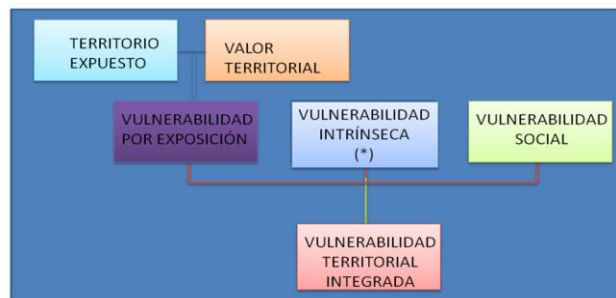 TERRITORIO
EXPUESTO
VALOR
TERRITORIAL
VULNERABILIDAD
POR EXPOSICIÓN
VULNERABILIDAD
INTRÍNSECA
(*)
VULNERABILIDAD
SOCIAL
VULNERABILIDAD
TERRITORIAL
INTEGRADA